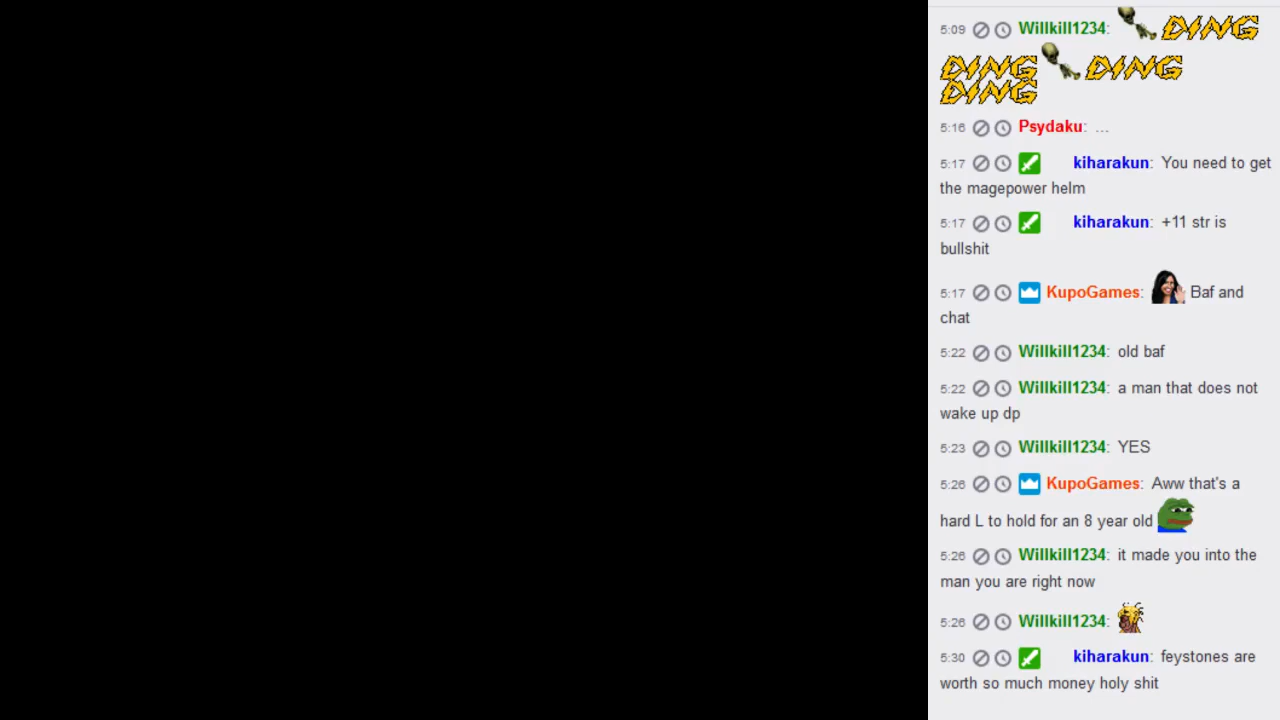 5:09 Willkill1234: DING
DING DING
DING
5:16 Psydaku: ...
5:17 kiharakun: You need to get
the magepower helm
5:17 kiharakun: +11 str is
bullshit
5:17 KupoGames: Baf and
chat
5:22 Willkill1234: old baf
5:22 Willkill1234: a man that does not
wake up dp
5:23 Willkill1234: YES
5:26 KupoGames: Aww that's a
hard L to hold for an 8 year old
5:26 Willkill1234: it made you into the
man you are right now
5:26 Willkill1234:
5:30 kiharakun: feystones are
worth so much money holy shit